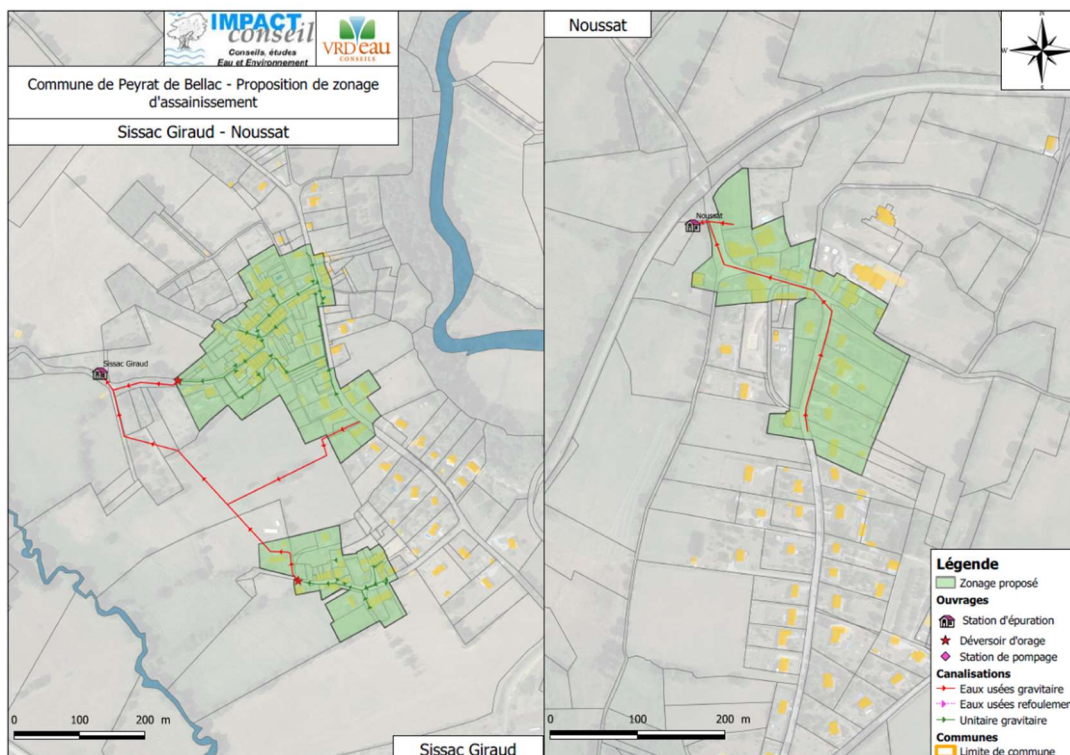 IMPACT
conseil
Conseils, études
Eau et Environnement
VRD'eau
CONSEILS
Commune de Peyrat de Bellac - Proposition de zonage
d'assainissement
Sissac Giraud - Noussat
Sissac Giraud
0 100 200 m
Sissac Giraud
Noussat
N
W
S
Noussat
0 100 200 m
Légende
Zonage proposé
Ouvrages
Station d'épuration
Déversoir d'orage
Station de pompage
Canalisations
Eaux usées gravitaire
Eaux usées refoulemen
Unitaire gravitaire
Communes
Limite de commune